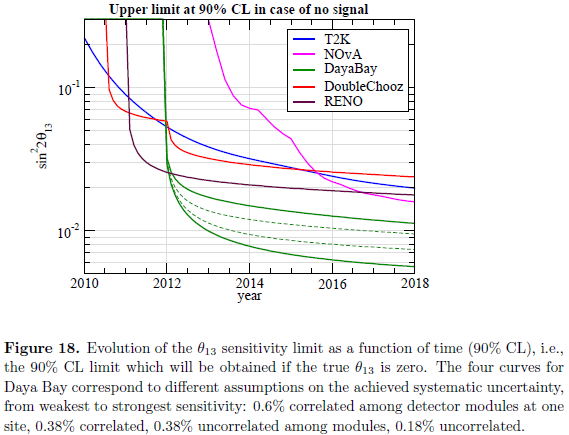 Upper limit at 90% CL in case of no signal
T2K
NOvA
DayaBay
DoubleChooz
RENO
10⁻¹
10⁻²
sin²2θ₁₃
2010 2012 2014 2016 2018
year
Figure 18. Evolution of the θ₁₃ sensitivity limit as a function of time (90% CL), i.e.,
the 90% CL limit which will be obtained if the true θ₁₃ is zero. The four curves for
Daya Bay correspond to different assumptions on the achieved systematic uncertainty,
from weakest to strongest sensitivity: 0.6% correlated among detector modules at one
site, 0.38% correlated, 0.38% uncorrelated among modules, 0.18% uncorrelated.